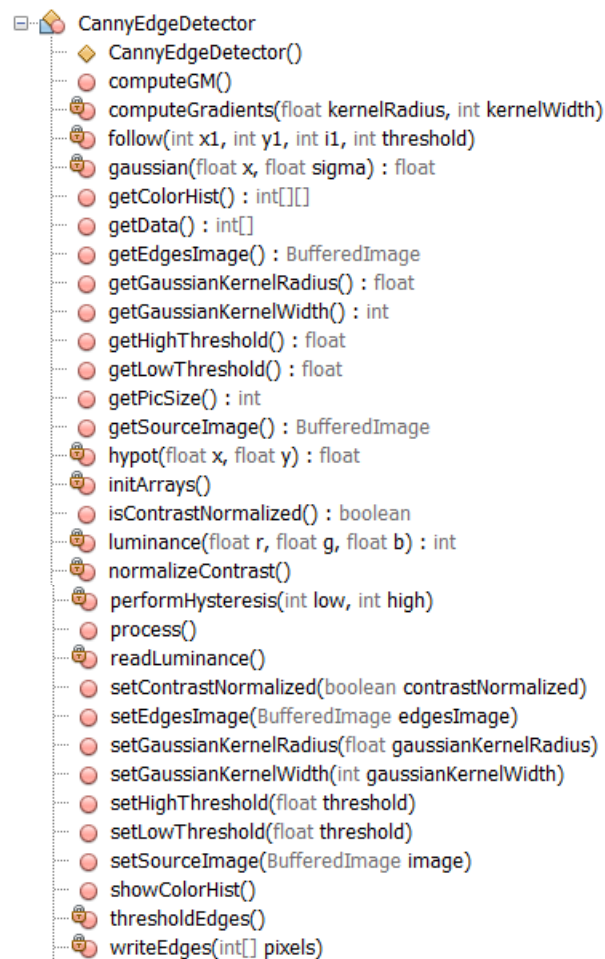 CannyEdgeDetector
CannyEdgeDetector()
computeGM()
computeGradients(float kernelRadius, int kernelWidth)
follow(int x1, int y1, int i1, int threshold)
gaussian(float x, float sigma) : float
getColorHist() : int[][]
getData() : int[]
getEdgesImage() : BufferedImage
getGaussianKernelRadius() : float
getGaussianKernelWidth() : int
getHighThreshold() : float
getLowThreshold() : float
getPicSize() : int
getSourceImage() : BufferedImage
hypot(float x, float y) : float
initArrays()
isContrastNormalized() : boolean
luminance(float r, float g, float b) : int
normalizeContrast()
performHysteresis(int low, int high)
process()
readLuminance()
setContrastNormalized(boolean contrastNormalized)
setEdgesImage(BufferedImage edgesImage)
setGaussianKernelRadius(float gaussianKernelRadius)
setGaussianKernelWidth(int gaussianKernelWidth)
setHighThreshold(float threshold)
setLowThreshold(float threshold)
setSourceImage(BufferedImage image)
showColorHist()
thresholdEdges()
writeEdges(int[] pixels)